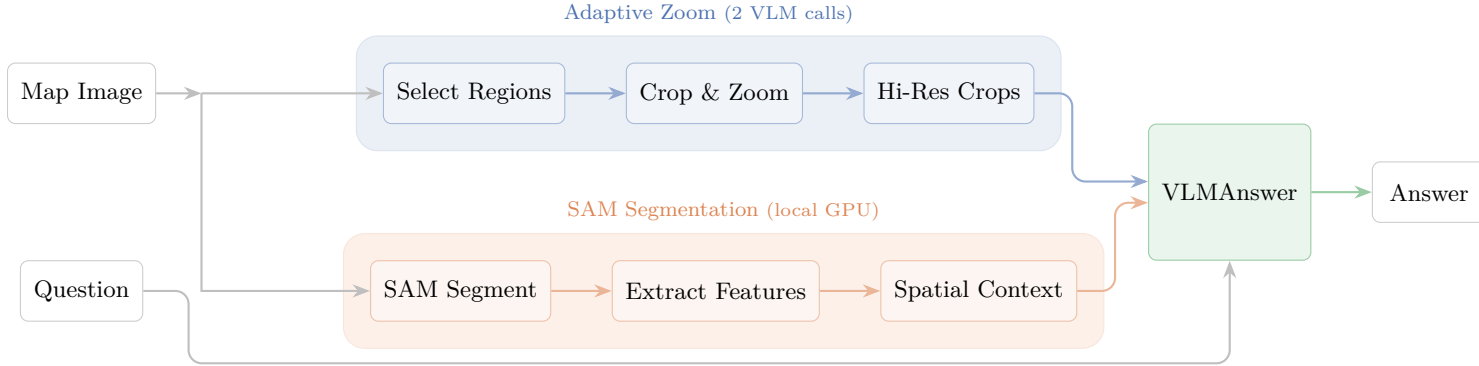 Adaptive Zoom (2 VLM calls)
Map Image
Select Regions
Crop & Zoom
Hi-Res Crops
VLMAnswer
Answer
SAM Segmentation (local GPU)
Question
SAM Segment
Extract Features
Spatial Context